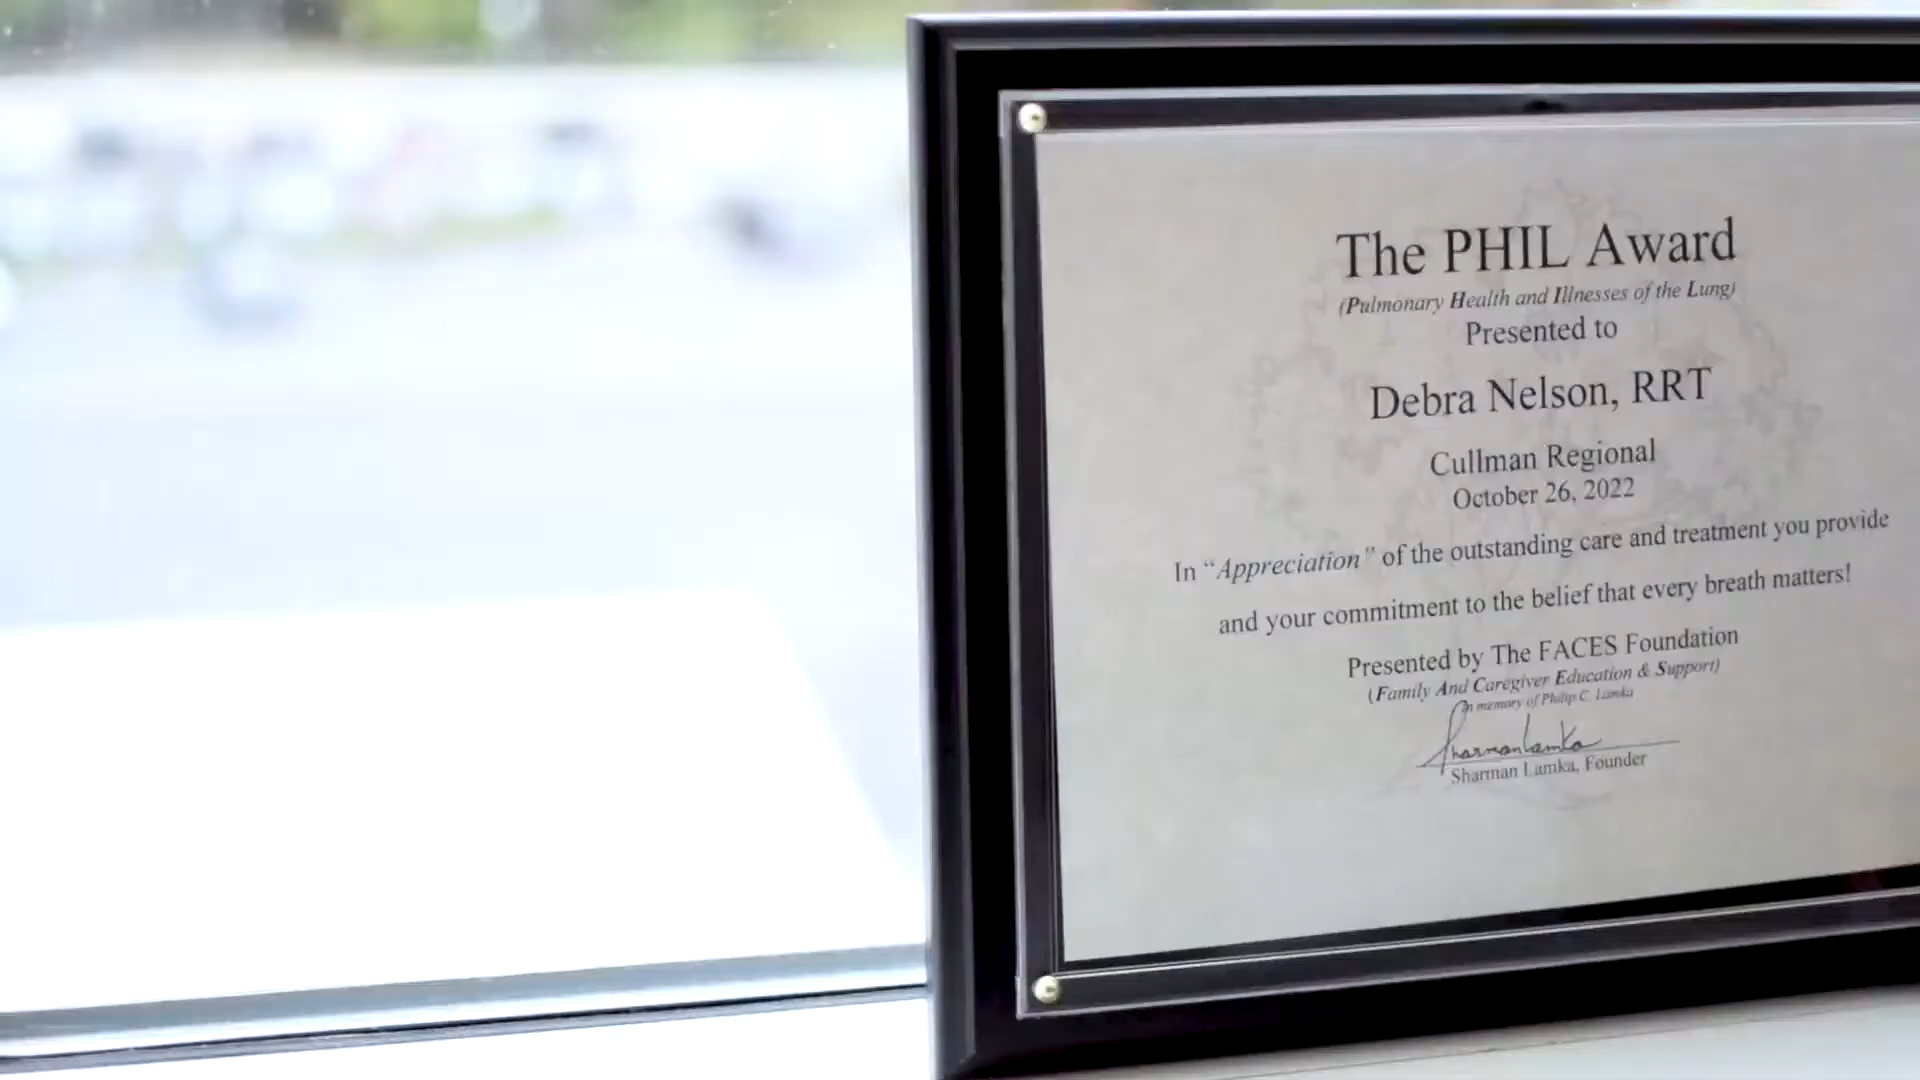 The PHIL Award
(Pulmonary Health and Illnesses of the Lung)
Presented to
Debra Nelson, RRT
Cullman Regional
October 26, 2022
In “Appreciation” of the outstanding care and treatment you provide
and your commitment to the belief that every breath matters!
Presented by The FACES Foundation
(Family And Caregiver Education & Support)
In memory of Philip C. Lamka
Sharman Lamka
Sharman Lamka, Founder